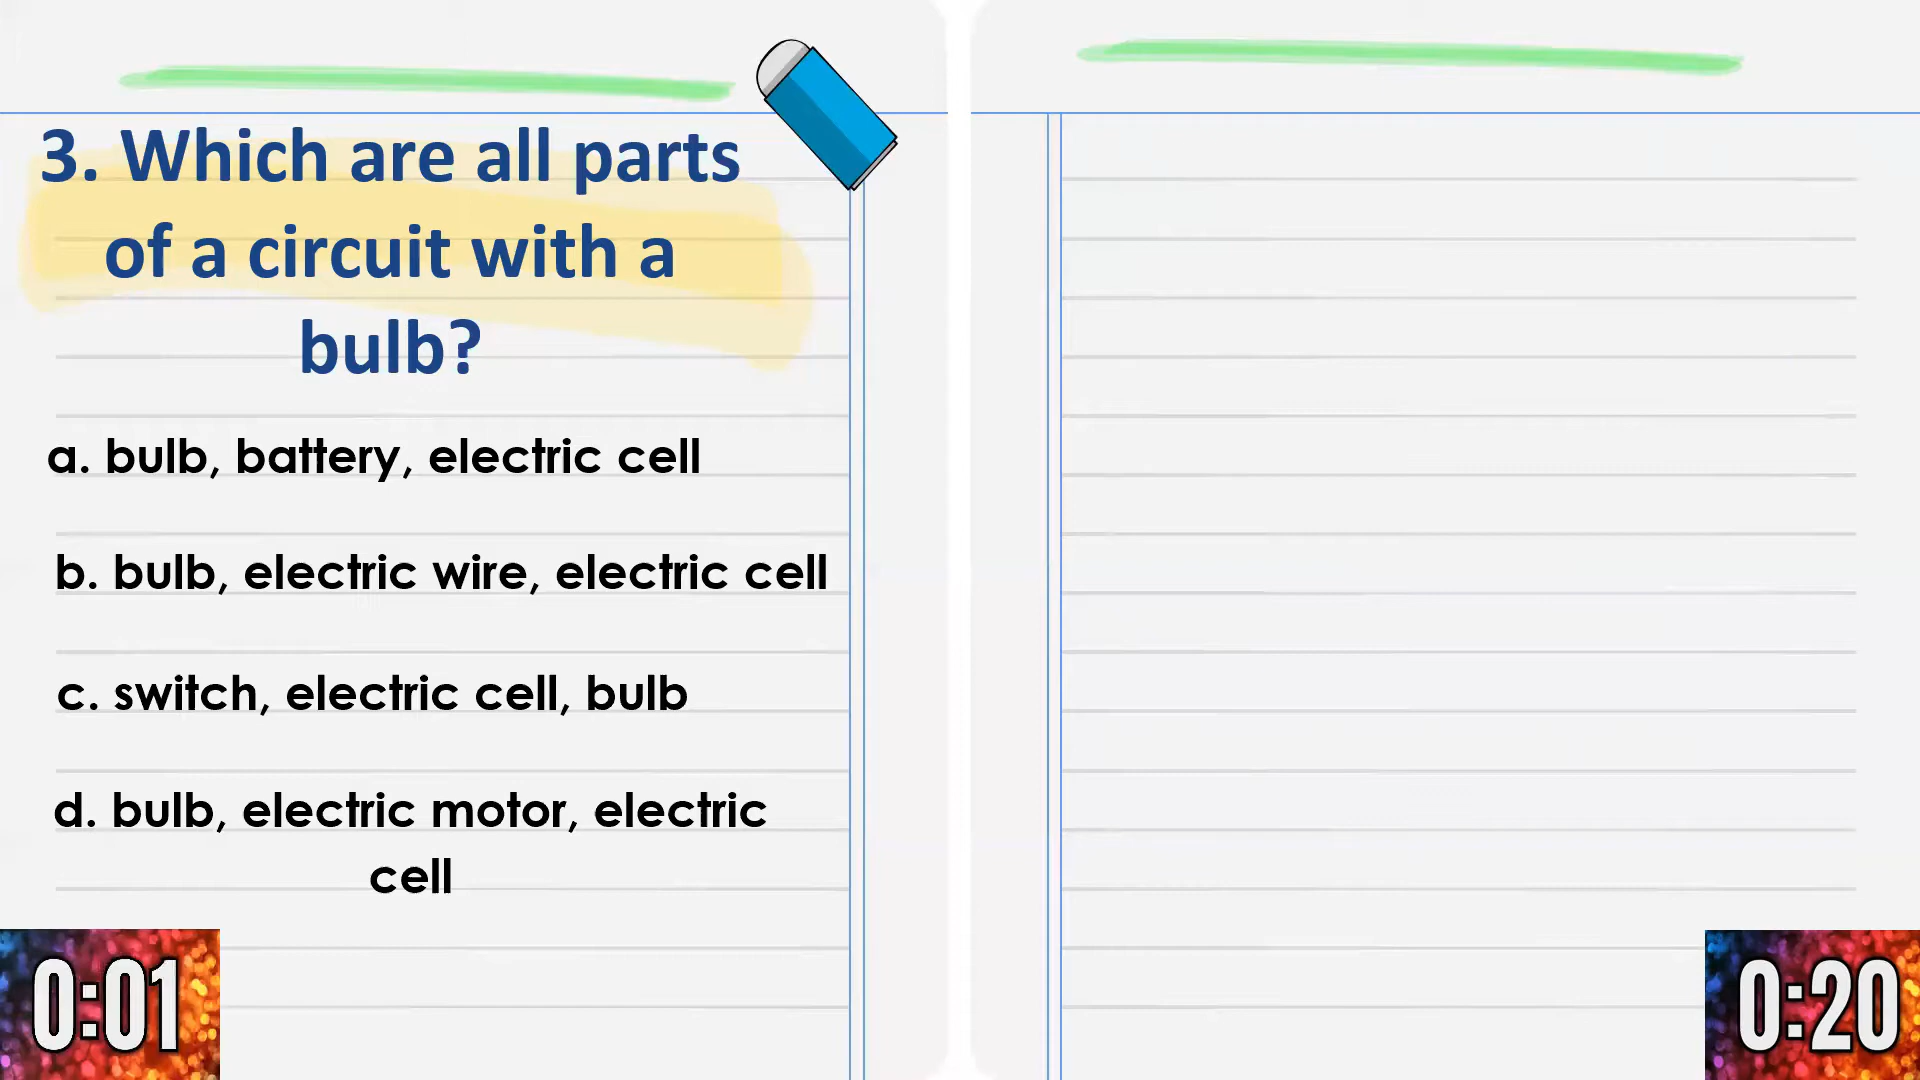 3. Which are all parts
of a circuit with a
bulb?
a. bulb, battery, electric cell
b. bulb, electric wire, electric cell
c. switch, electric cell, bulb
d. bulb, electric motor, electric
cell
0:01
0:20